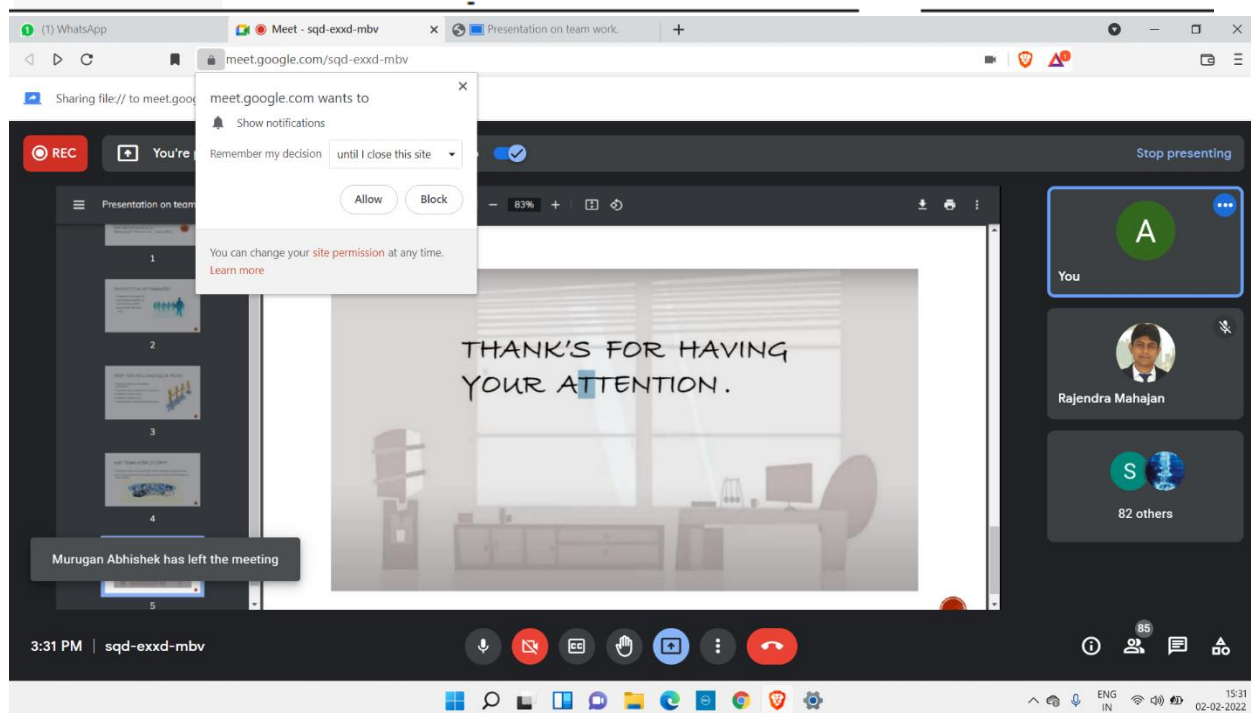 (1) WhatsApp
Meet - sqd-exxd-mbv
Presentation on team work.
meet.google.com/sqd-exxd-mbv
Sharing file:// to meet.goog
meet.google.com wants to
Show notifications
Remember my decision until I close this site
Allow Block
You can change your site permission at any time.
Learn more
REC
You're
Stop presenting
Presentation on team
83%
1
2
3
4
5
THANK'S FOR HAVING
YOUR ATTENTION.
A
You
Rajendra Mahajan
S
82 others
Murugan Abhishek has left the meeting
3:31 PM | sqd-exxd-mbv
CC
85
ENG
IN
15:31
02-02-2022